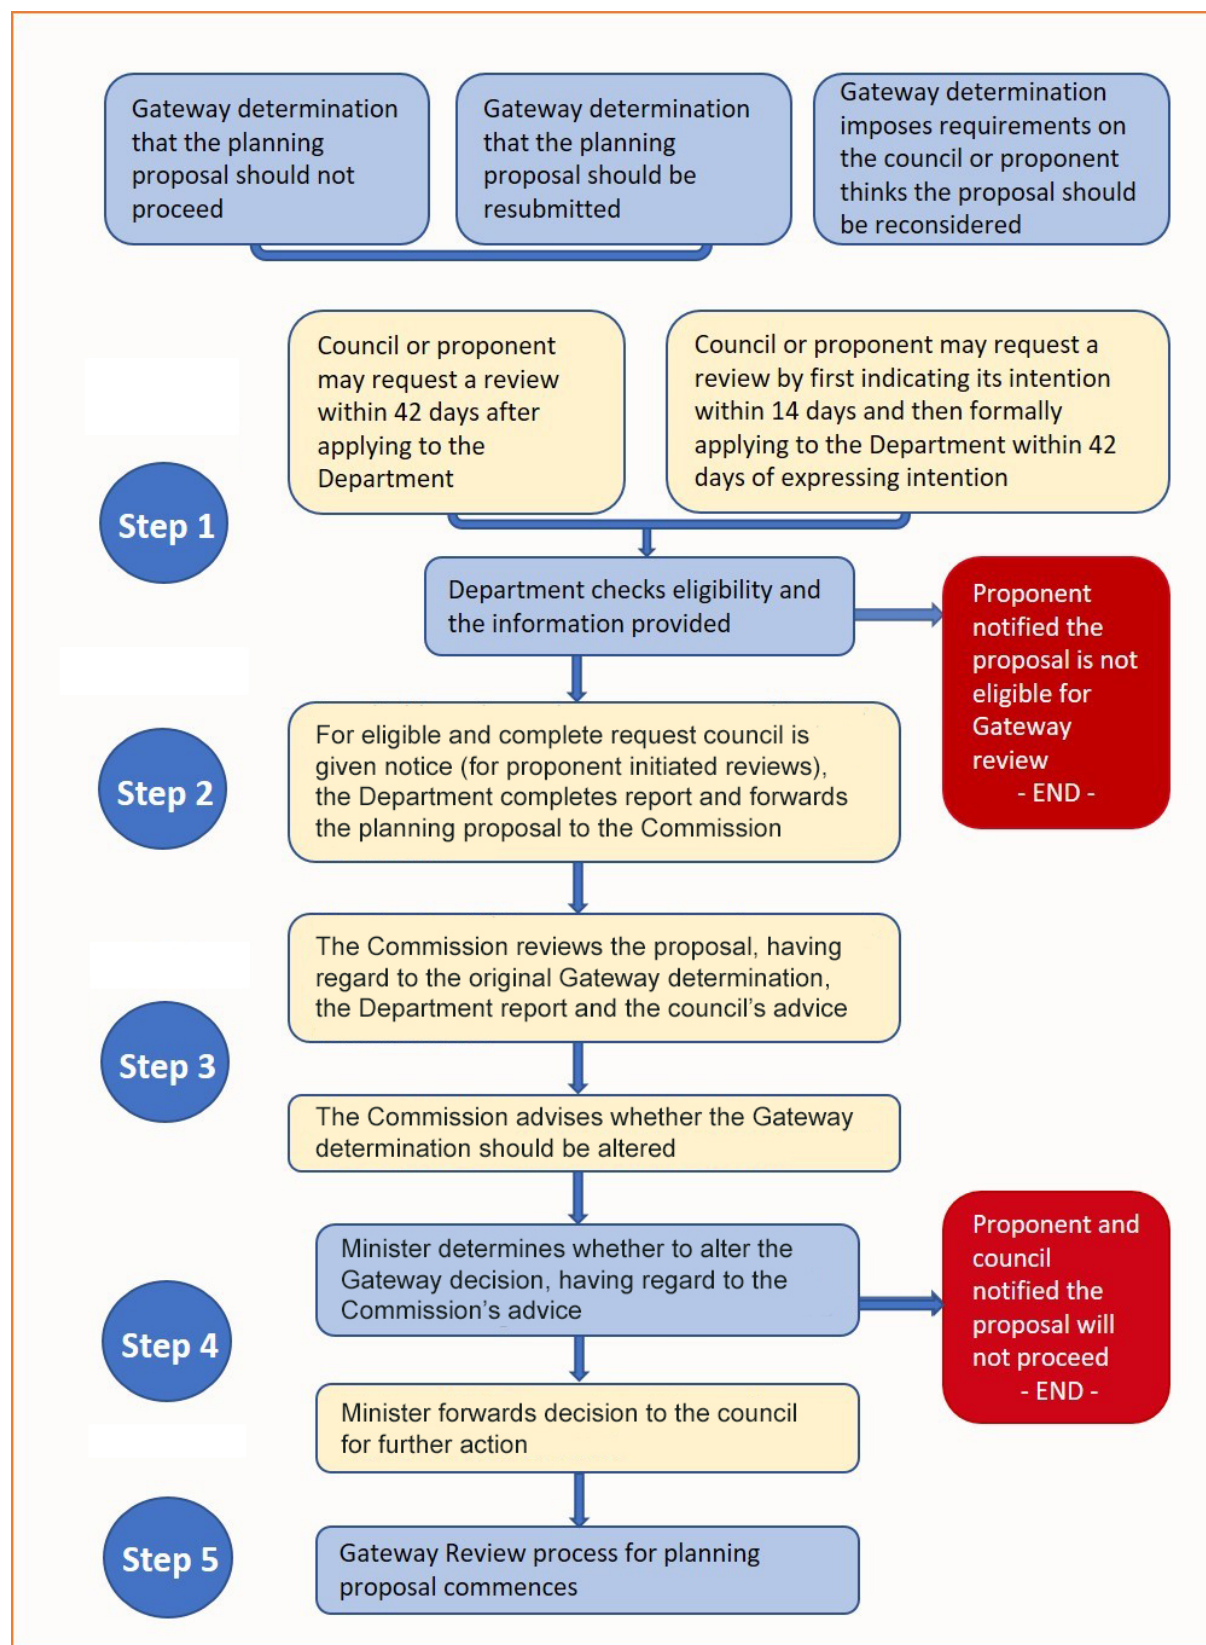 Gateway determination
that the planning
proposal should not
proceed
Gateway determination
that the planning
proposal should be
resubmitted
Gateway determination
imposes requirements on
the council or proponent
thinks the proposal should
be reconsidered
Council or proponent
may request a review
within 42 days after
applying to the
Department
Council or proponent may request a
review by first indicating its intention
within 14 days and then formally
applying to the Department within 42
days of expressing intention
Step 1
Department checks eligibility and
the information provided
Proponent
notified the
proposal is not
eligible for
Gateway
review
- END -
Step 2
For eligible and complete request council is
given notice (for proponent initiated reviews),
the Department completes report and forwards
the planning proposal to the Commission
The Commission reviews the proposal, having
regard to the original Gateway determination,
the Department report and the council's advice
Step 3
The Commission advises whether the Gateway
determination should be altered
Minister determines whether to alter the
Gateway decision, having regard to the
Commission's advice
Proponent and
council
notified the
proposal will
not proceed
- END -
Step 4
Minister forwards decision to the council
for further action
Step 5
Gateway Review process for planning
proposal commences